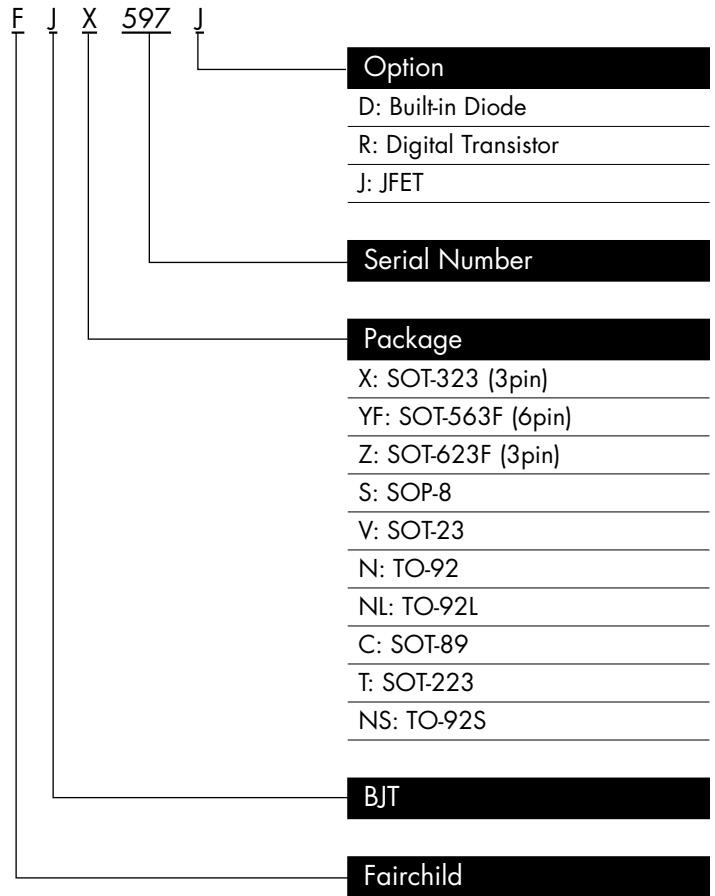 F J X 597 J
Option
D: Built-in Diode
R: Digital Transistor
J: JFET
Serial Number
Package
X: SOT-323 (3pin)
YF: SOT-563F (6pin)
Z: SOT-623F (3pin)
S: SOP-8
V: SOT-23
N: TO-92
NL: TO-92L
C: SOT-89
T: SOT-223
NS: TO-92S
BJT
Fairchild